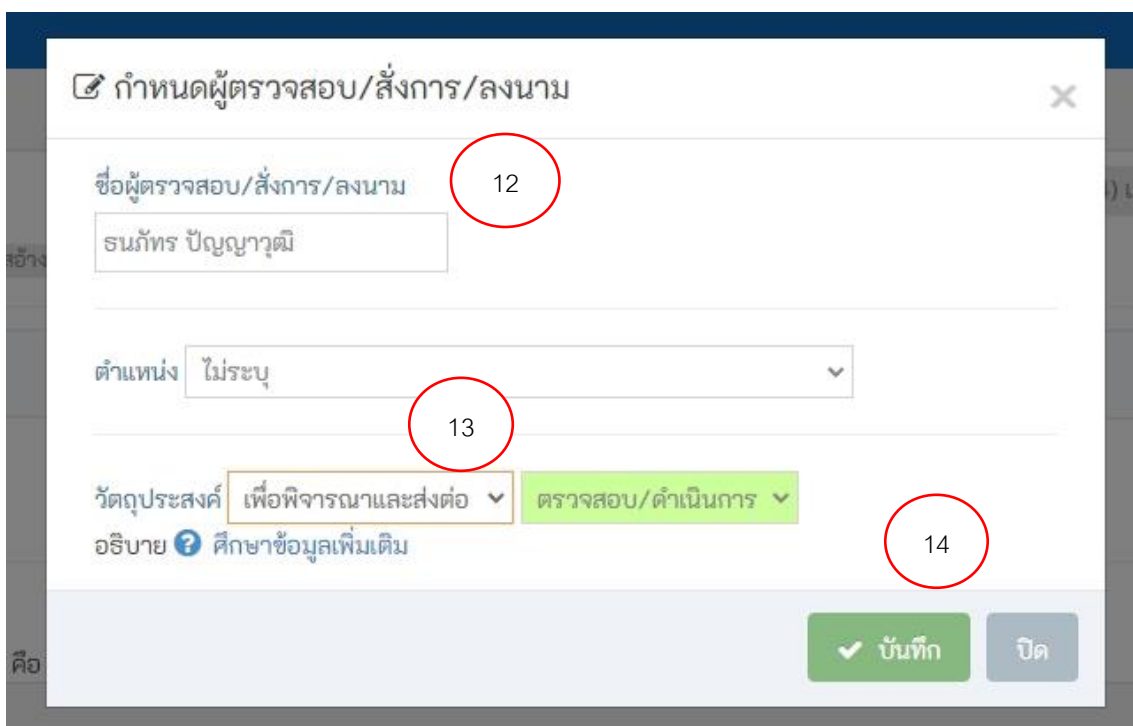 กำหนดผู้ตรวจสอบ/สั่งการ/ลงนาม ×
ชื่อผู้ตรวจสอบ/สั่งการ/ลงนาม 12
ธนภัทร ปัญญาวุฒิ
ตำแหน่ง ไม่ระบุ
13
วัตถุประสงค์ เพื่อพิจารณาและส่งต่อ ตรวจสอบ/ดำเนินการ
อธิบาย ศึกษาข้อมูลเพิ่มเติม
14
บันทึก ปิด
คือ